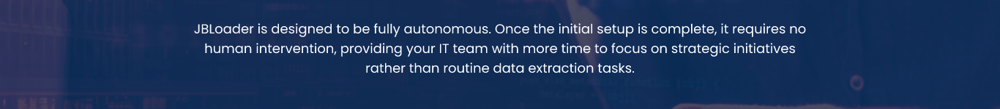 JBLoader is designed to be fully autonomous. Once the initial setup is complete, it requires no
human intervention, providing your IT team with more time to focus on strategic initiatives
rather than routine data extraction tasks.